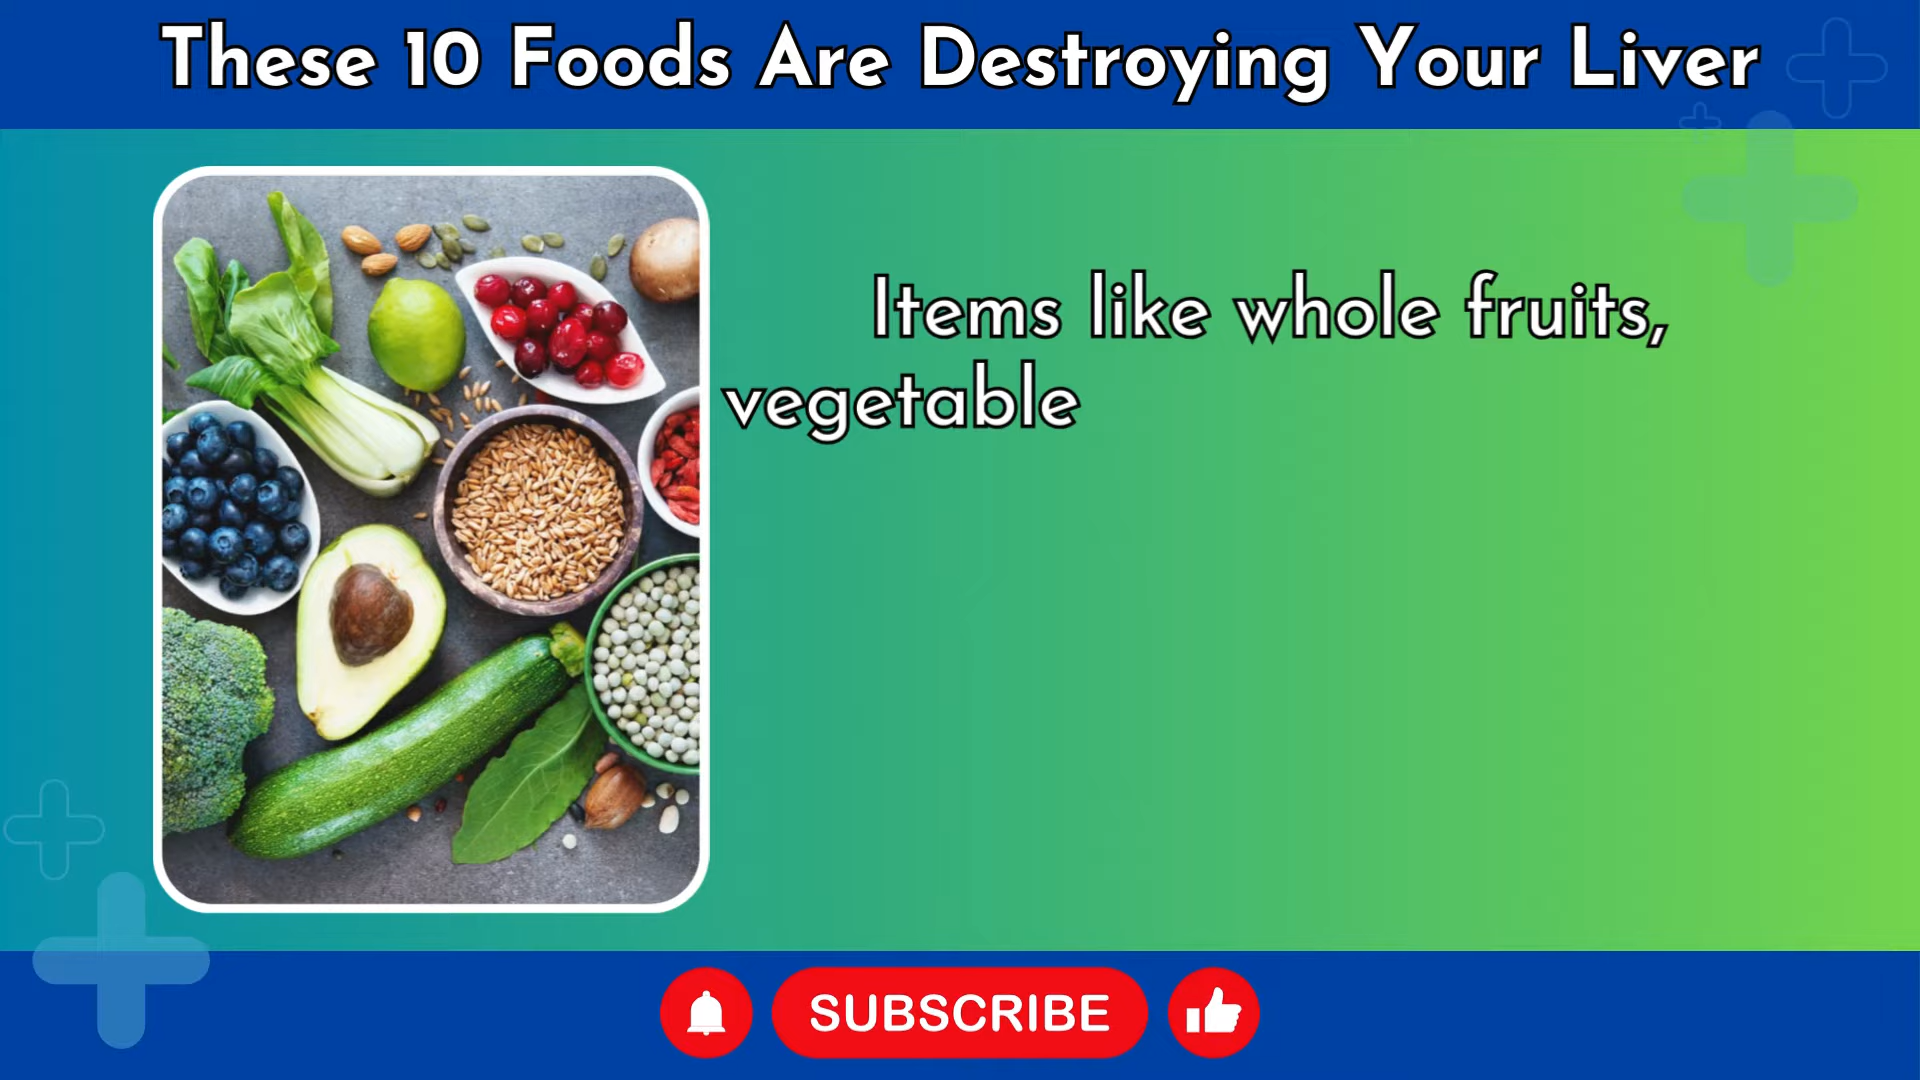 These 10 Foods Are Destroying Your Liver
Items like whole fruits,
vegetable
SUBSCRIBE